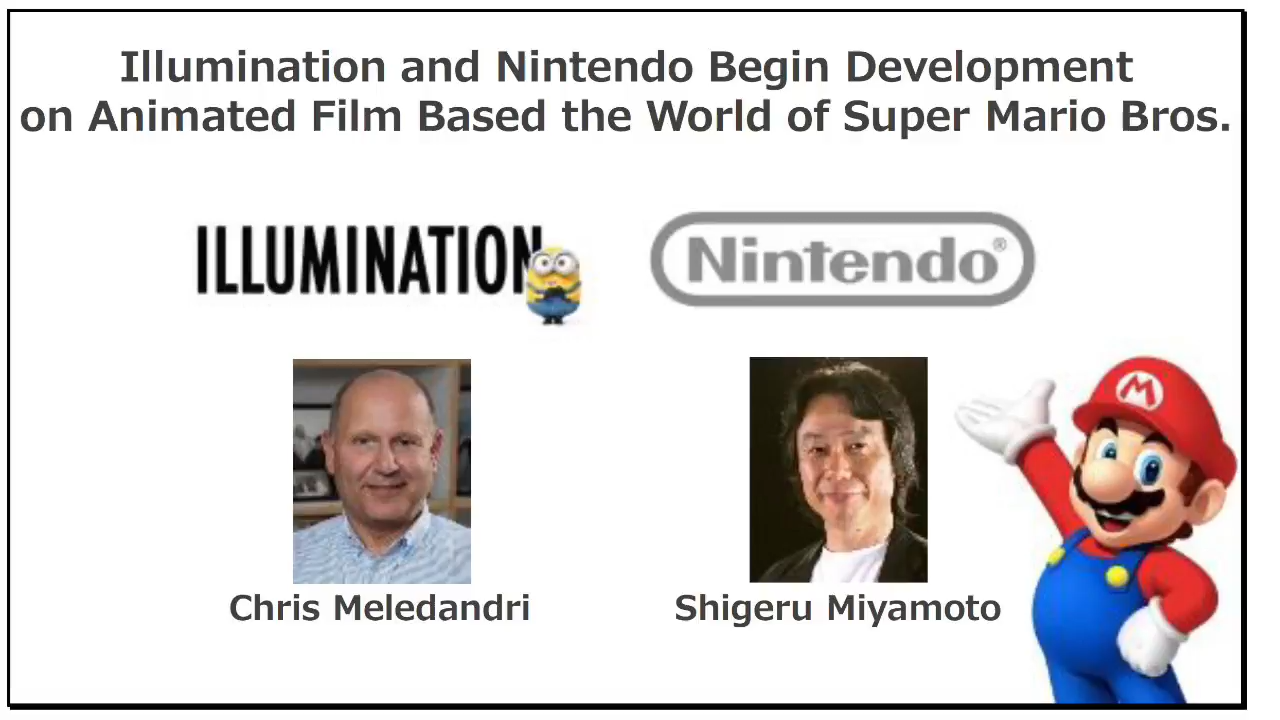 Illumination and Nintendo Begin Development
on Animated Film Based the World of Super Mario Bros.
ILLUMINATION
Nintendo®
M
Chris Meledandri
Shigeru Miyamoto